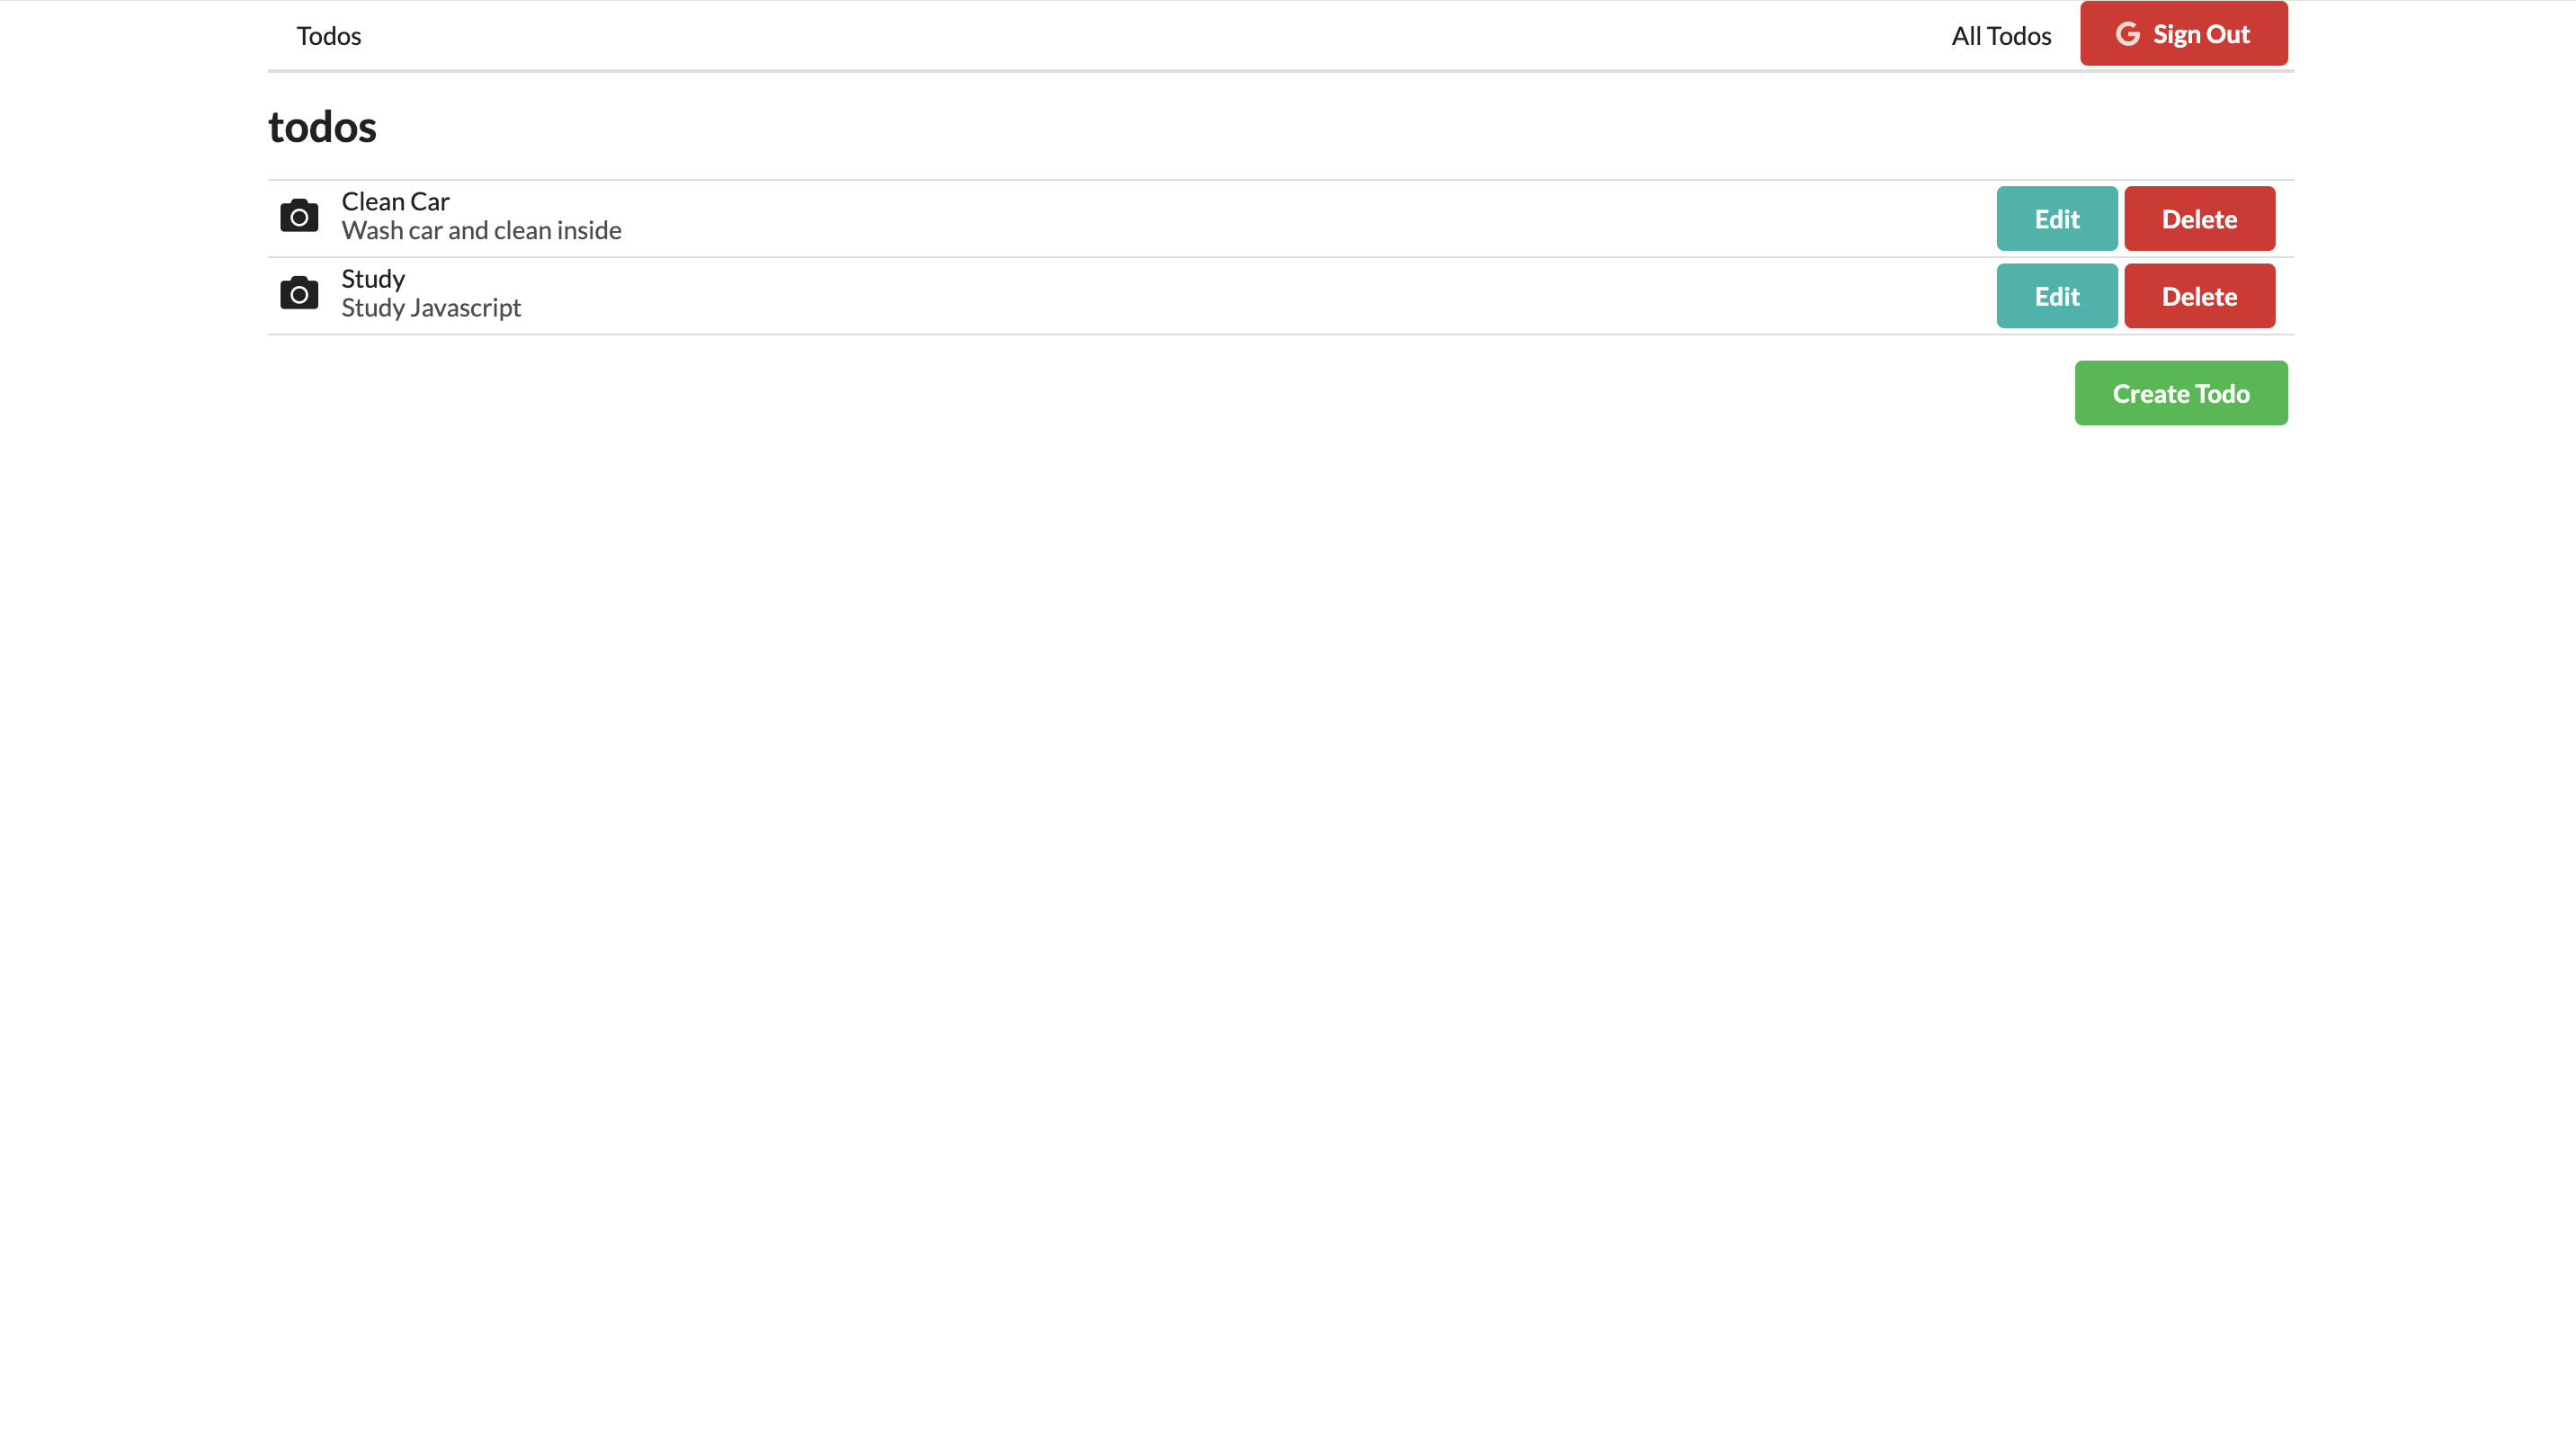 Todos
All Todos
Sign Out
todos
Clean Car
Wash car and clean inside
Edit
Delete
Study
Study Javascript
Edit
Delete
Create Todo